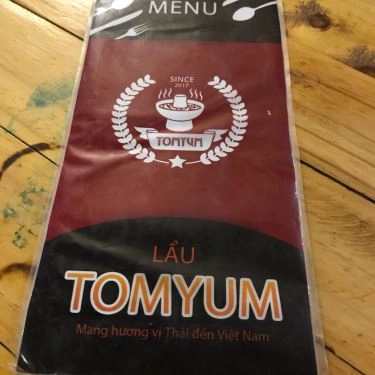 MENU
SINCE
2017
TOMYUM
LẨU
TOMYUM
Mang hương vị Thái đến Việt Nam